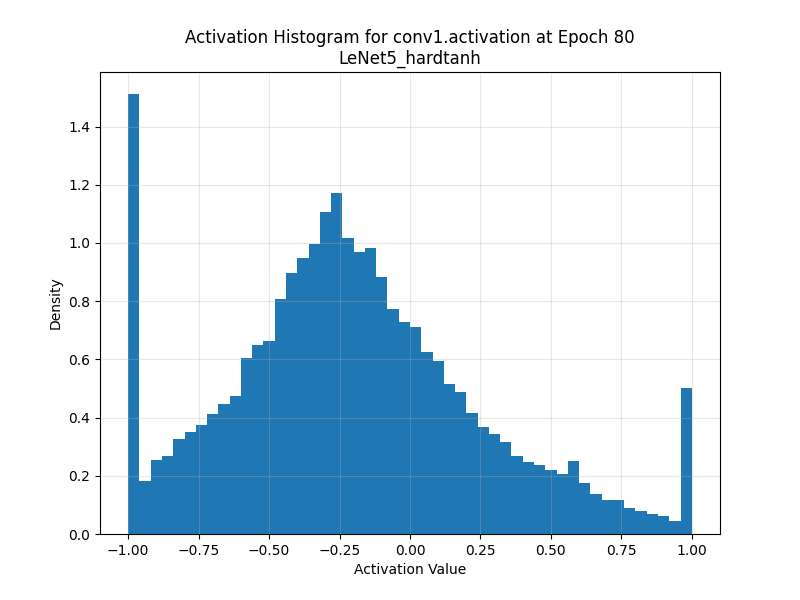 Activation Histogram for conv1.activation at Epoch 80
LeNet5_hardtanh
Density
1.4
1.2
1.0
0.8
0.6
0.4
0.2
0.0
−1.00 −0.75 −0.50 −0.25 0.00 0.25 0.50 0.75 1.00
Activation Value